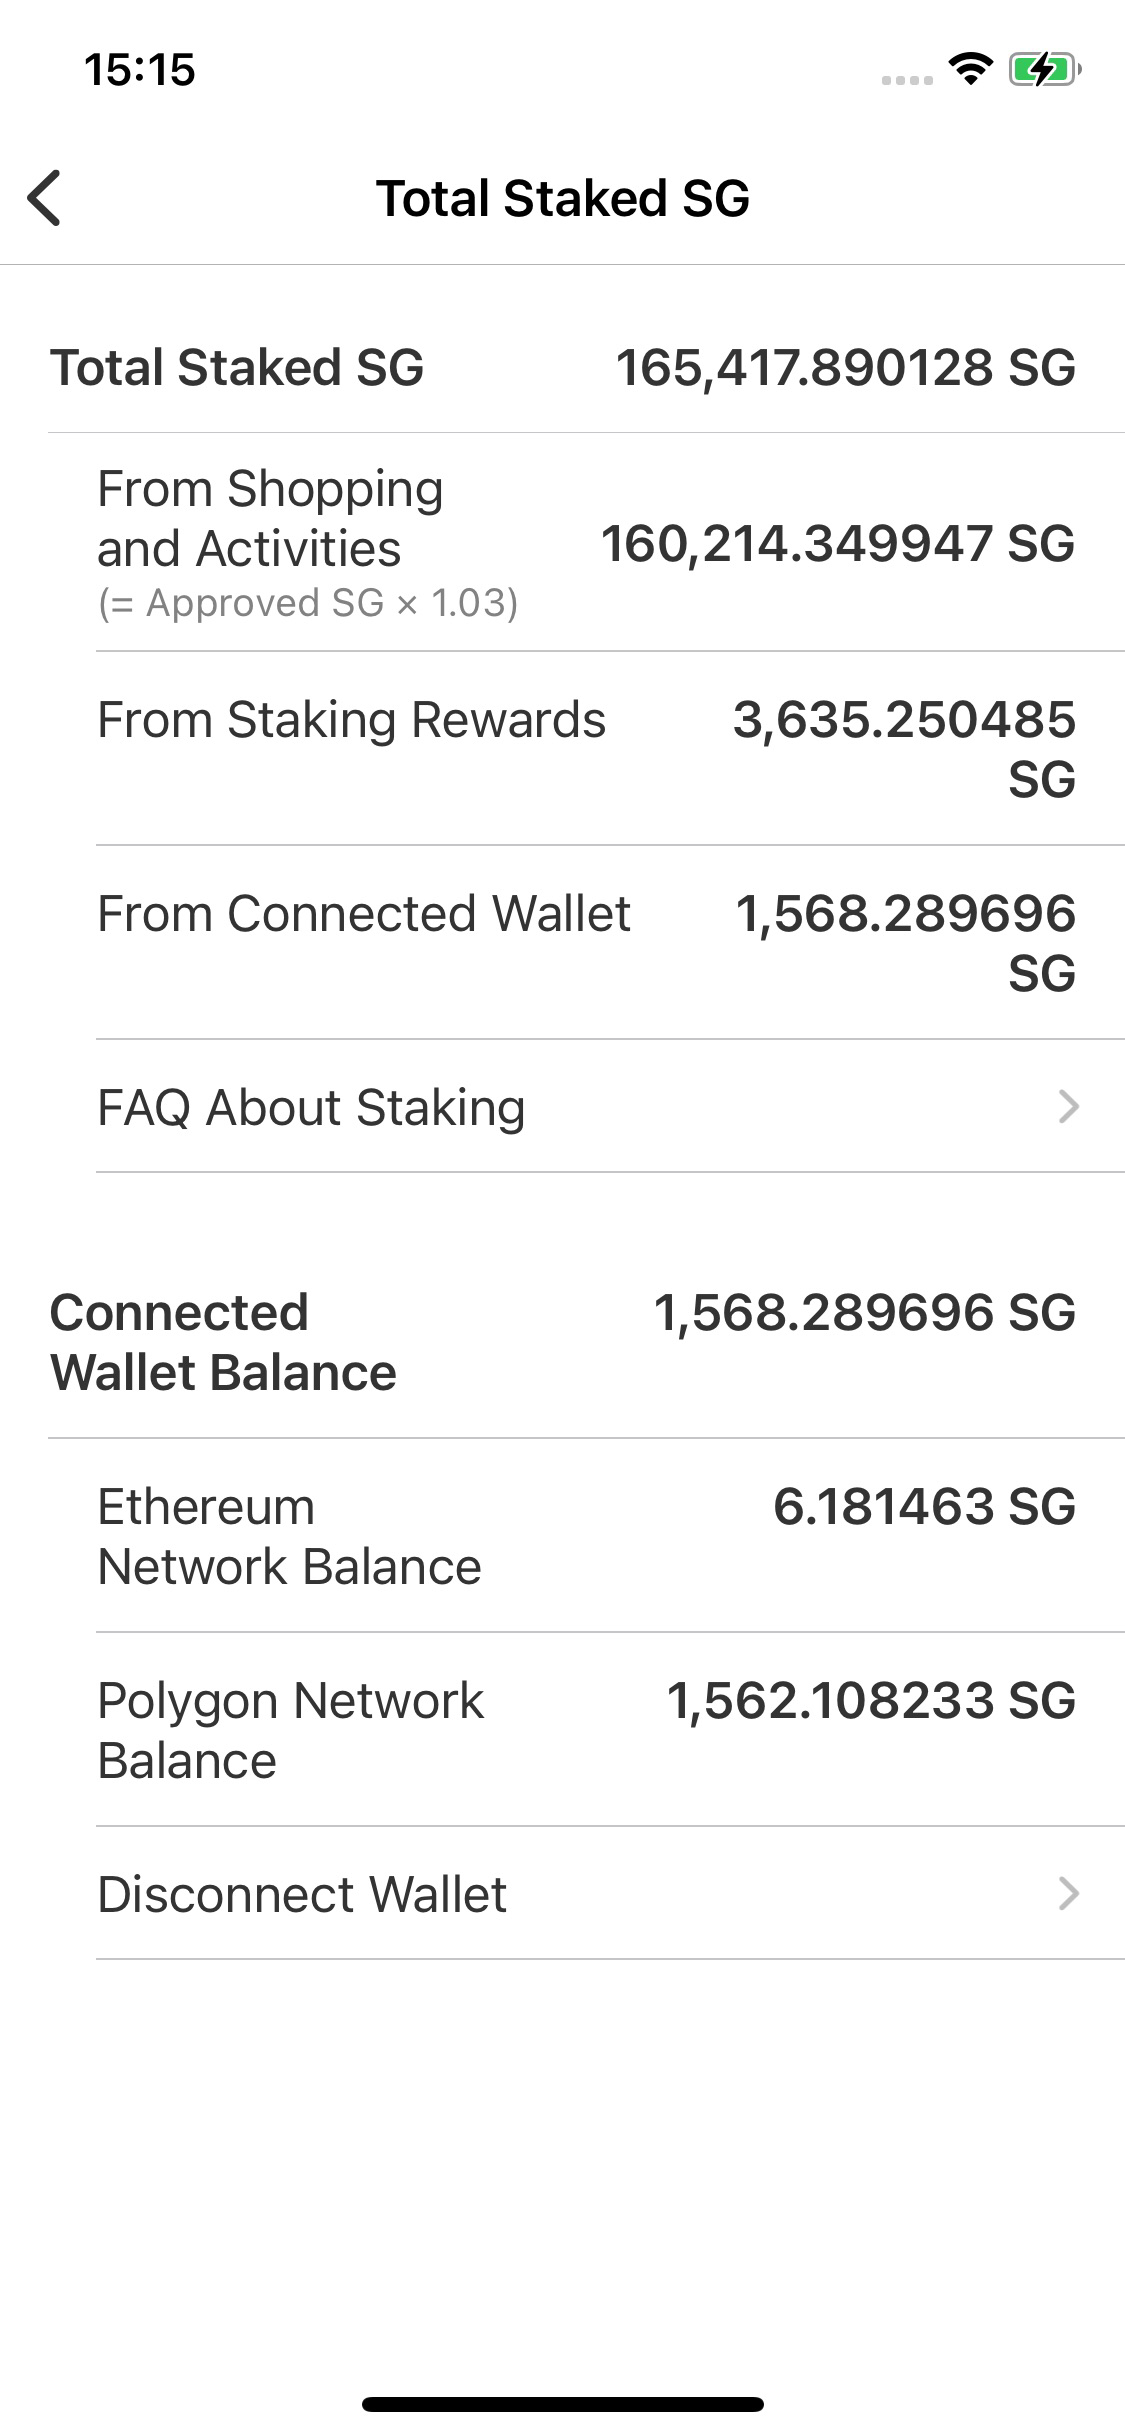 15:15
Total Staked SG
Total Staked SG 165,417.890128 SG
From Shopping
and Activities 160,214.349947 SG
(= Approved SG × 1.03)
From Staking Rewards 3,635.250485
SG
From Connected Wallet 1,568.289696
SG
FAQ About Staking
Connected 1,568.289696 SG
Wallet Balance
Ethereum 6.181463 SG
Network Balance
Polygon Network 1,562.108233 SG
Balance
Disconnect Wallet